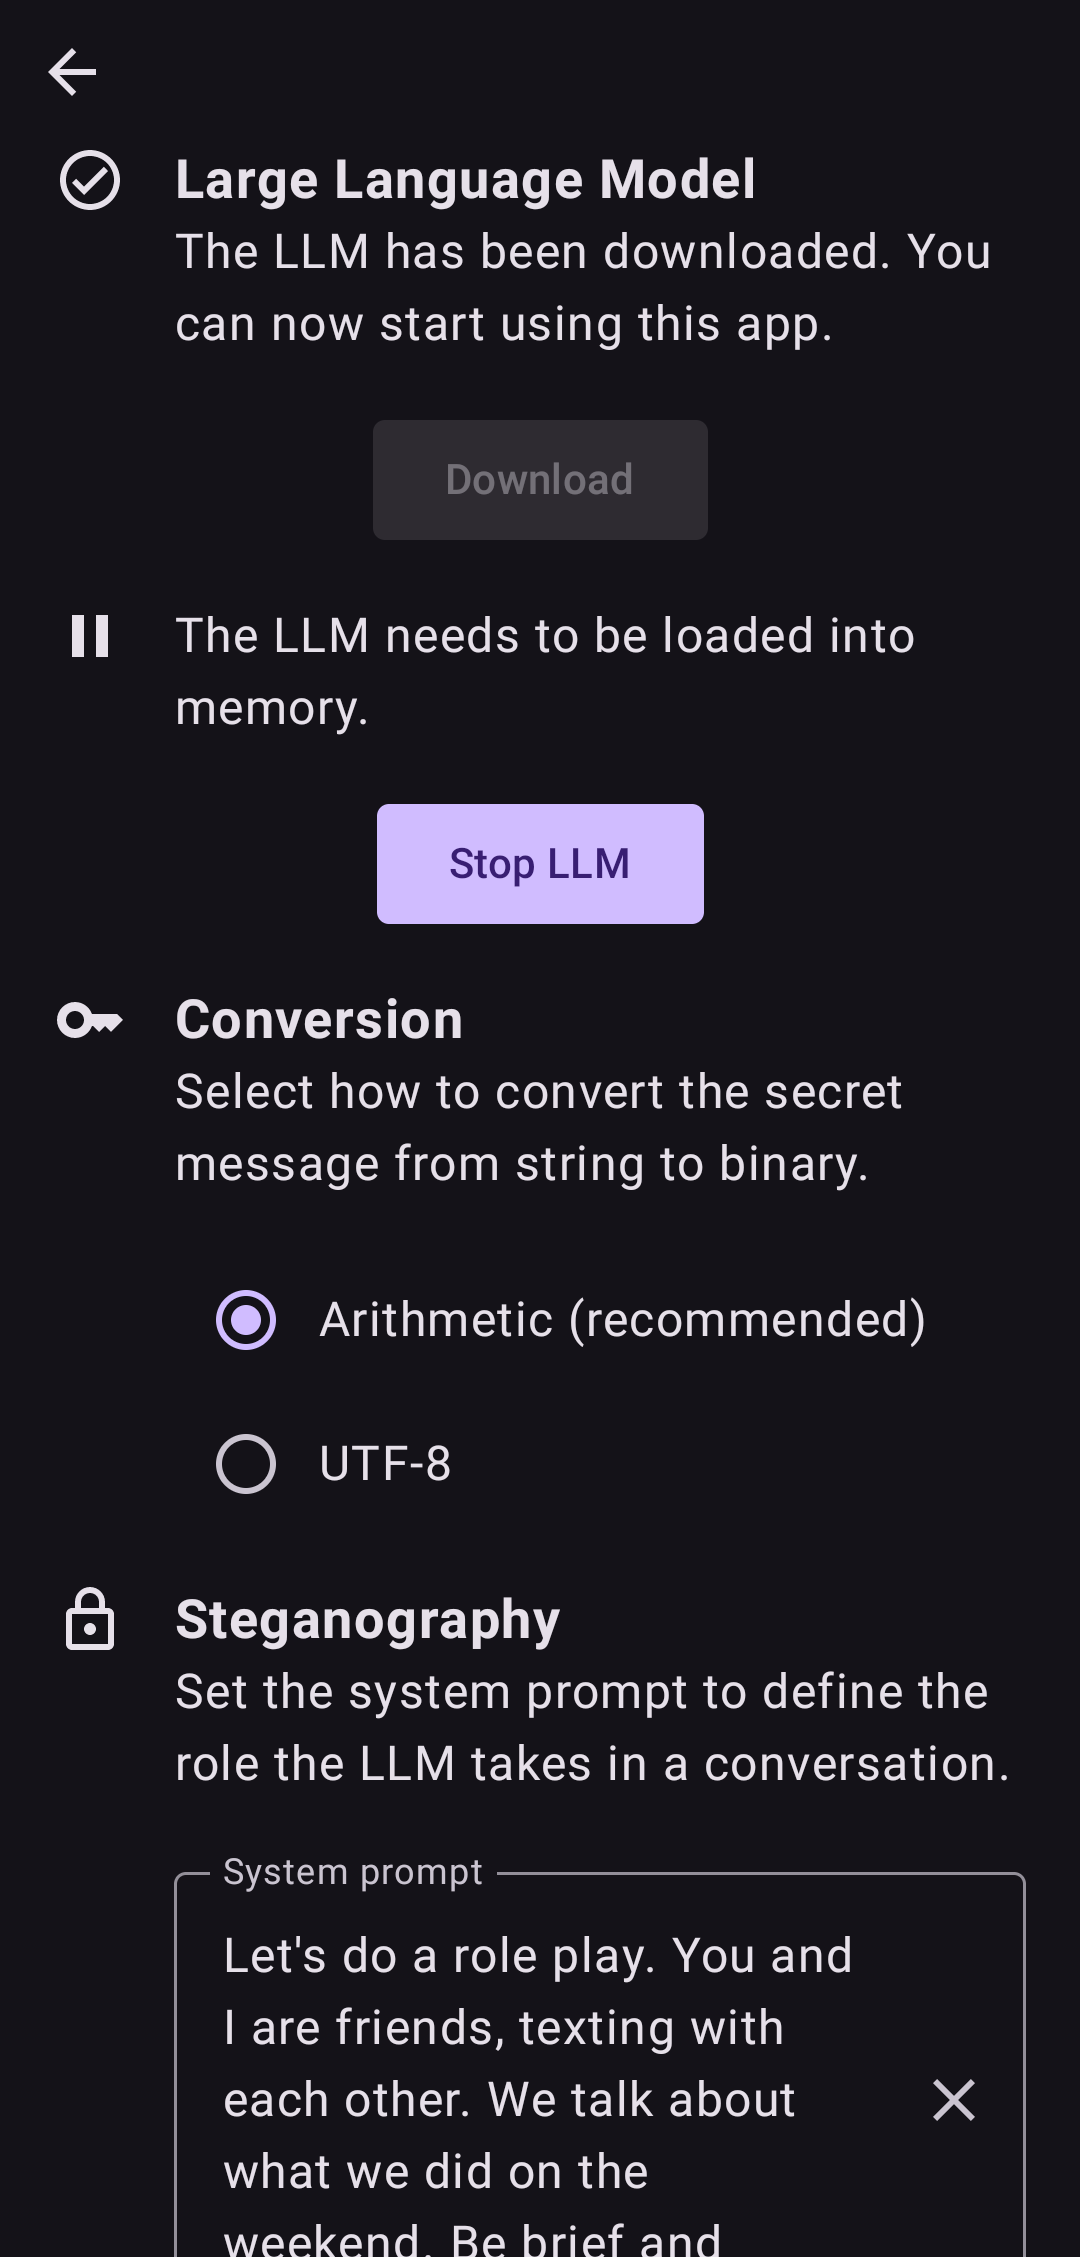 Large Language Model
The LLM has been downloaded. You
can now start using this app.
Download
The LLM needs to be loaded into
memory.
Stop LLM
Conversion
Select how to convert the secret
message from string to binary.
Arithmetic (recommended)
UTF-8
Steganography
Set the system prompt to define the
role the LLM takes in a conversation.
System prompt
Let's do a role play. You and
I are friends, texting with
each other. We talk about
what we did on the
weekend. Be brief and